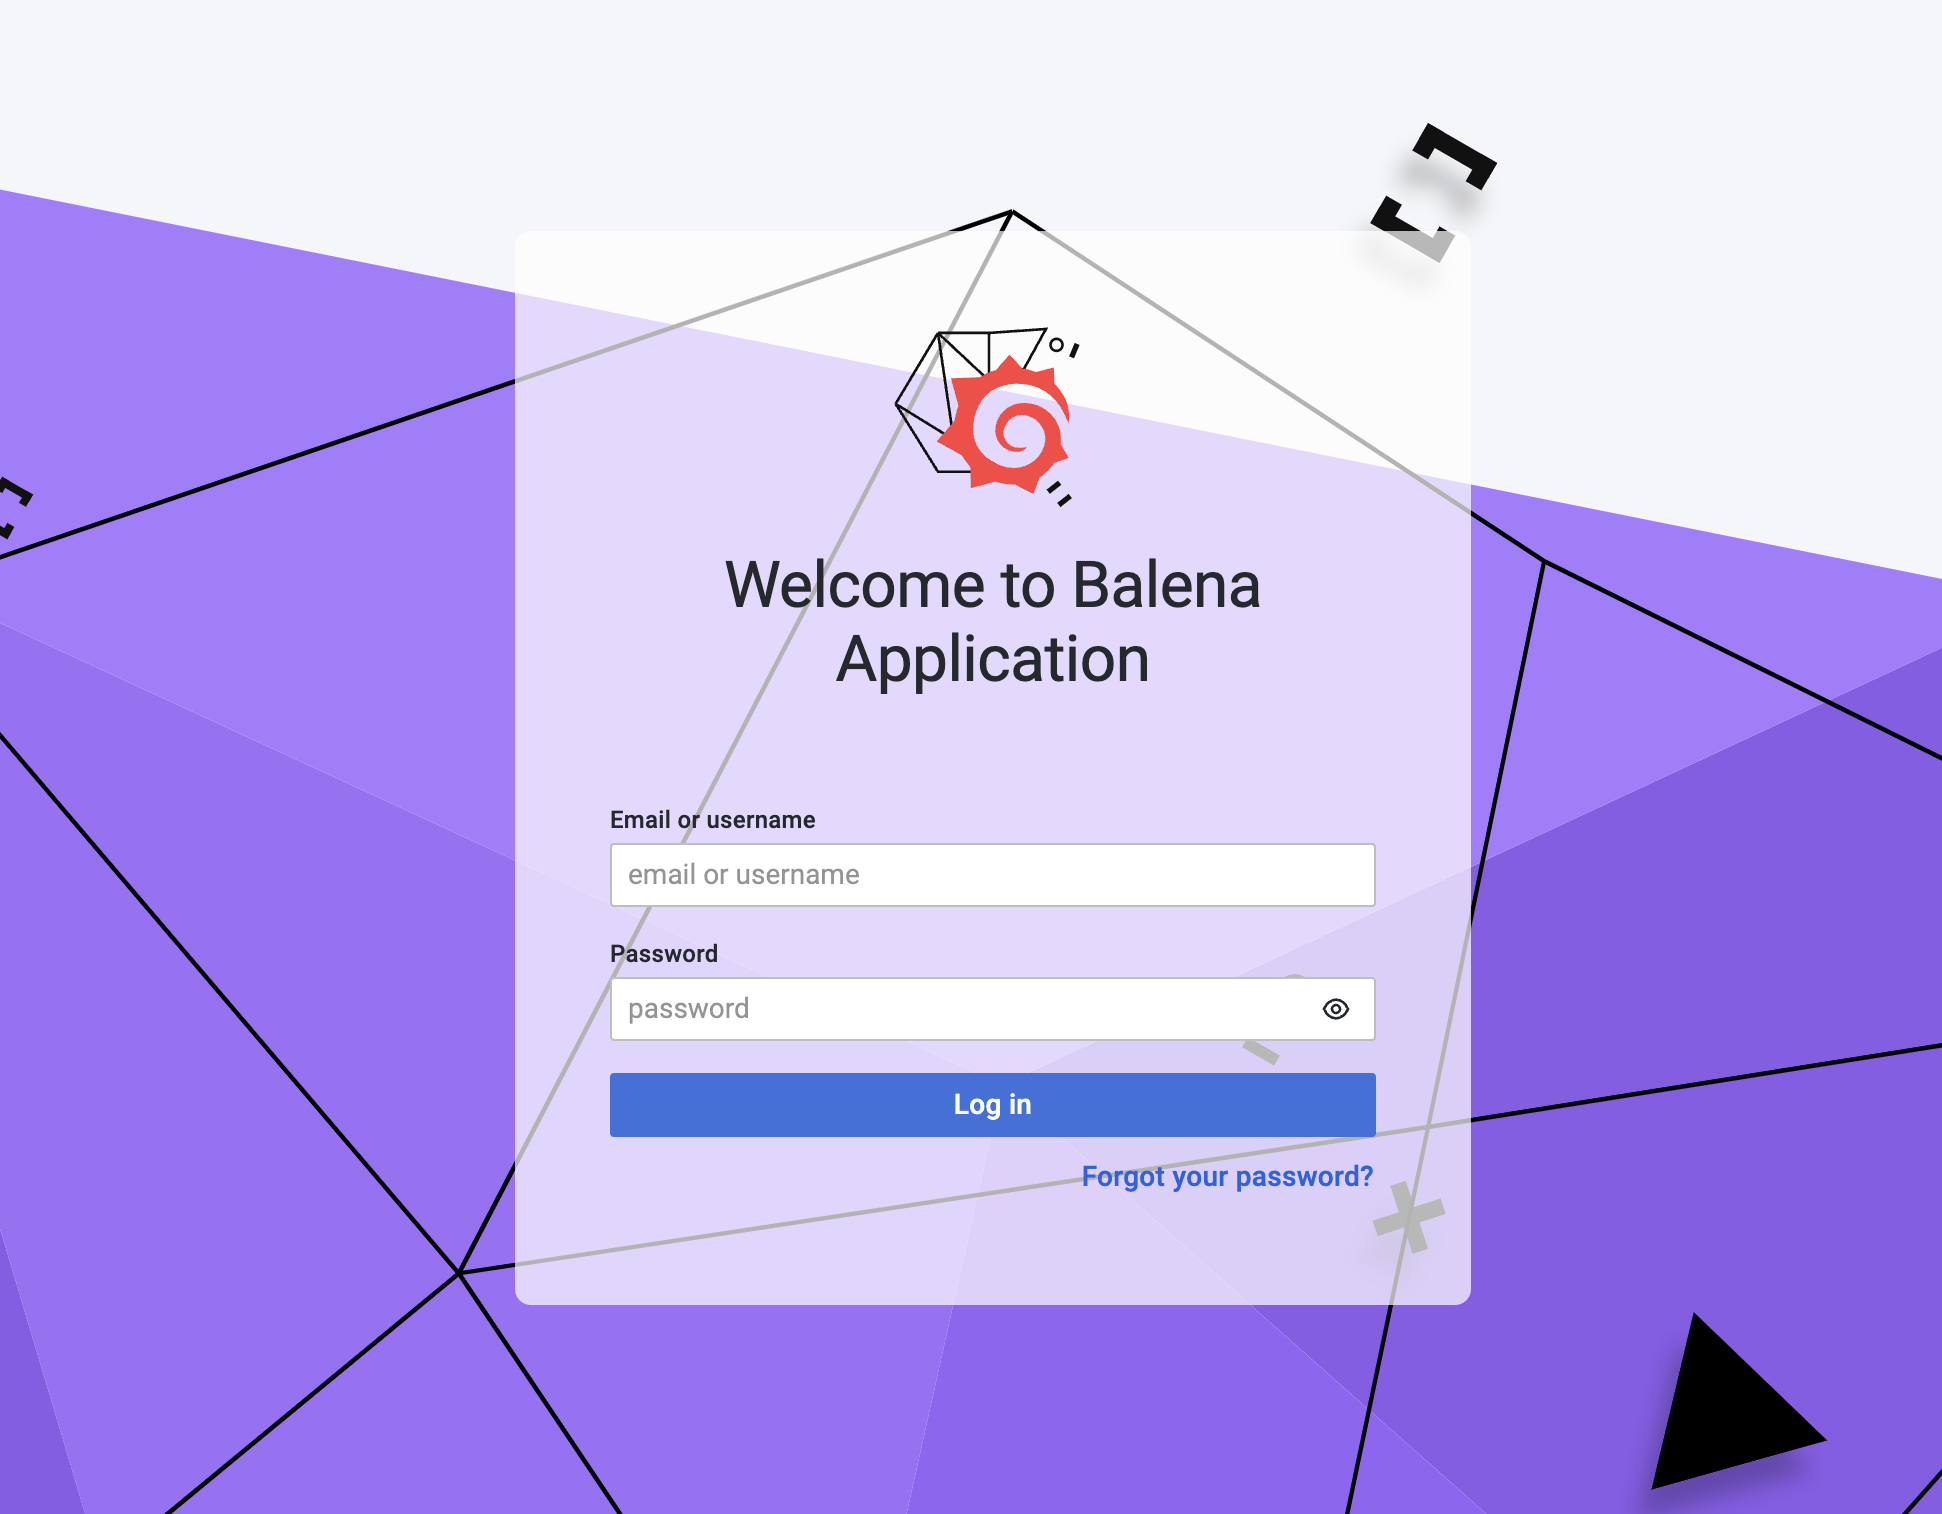 Welcome to Balena
Application
Email or username
email or username
Password
password
Log in
Forgot your password?